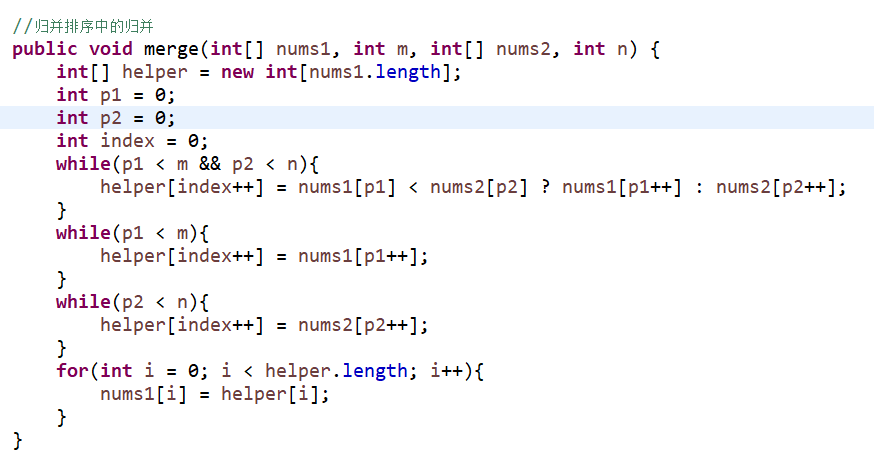 //归并排序中的归并
public void merge(int[] nums1, int m, int[] nums2, int n) {
    int[] helper = new int[nums1.length];
    int p1 = 0;
    int p2 = 0;
    int index = 0;
    while(p1 < m && p2 < n){
        helper[index++] = nums1[p1] < nums2[p2] ? nums1[p1++] : nums2[p2++];
    }
    while(p1 < m){
        helper[index++] = nums1[p1++];
    }
    while(p2 < n){
        helper[index++] = nums2[p2++];
    }
    for(int i = 0; i < helper.length; i++){
        nums1[i] = helper[i];
    }
}